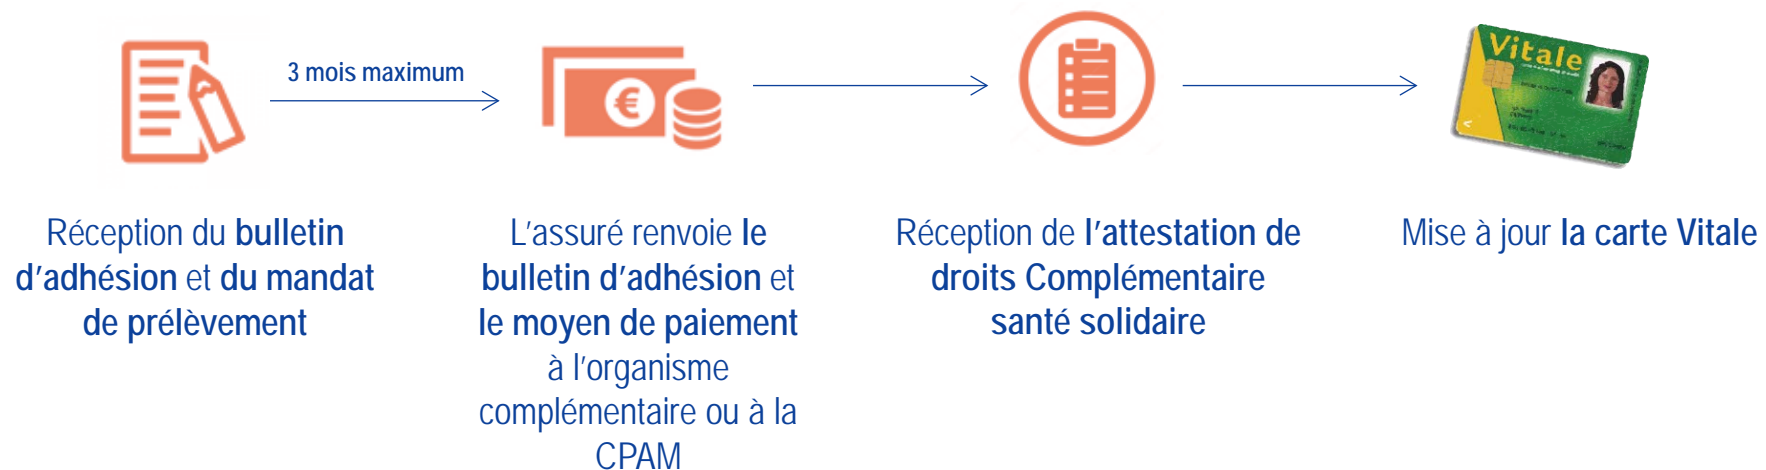 3 mois maximum
Vitale
Réception du bulletin
d'adhésion et du mandat
de prélèvement
L'assuré renvoie le
bulletin d'adhésion et
le moyen de paiement
à l'organisme
complémentaire ou à la
CPAM
Réception de l'attestation de
droits Complémentaire
santé solidaire
Mise à jour la carte Vitale